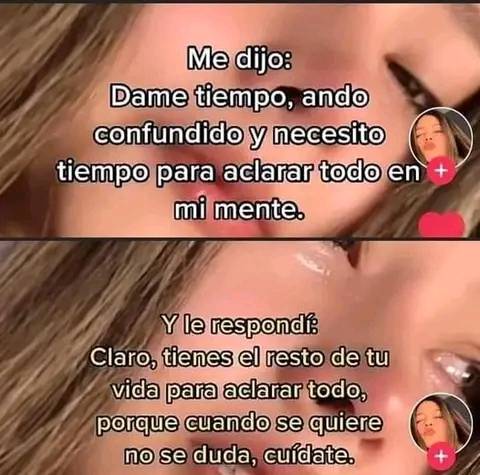 Me dijo:
Dame tiempo, ando
confundido y necesito
tiempo para aclarar todo en
mi mente.
Y le respondí:
Claro, tienes el resto de tu
vida para aclarar todo,
porque cuando se quiere
no se duda, cuídate.